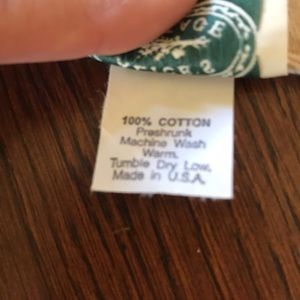 100% COTTON
Preshrunk
Machine Wash
Warm.
Tumble Dry Low.
Made in U.S.A.